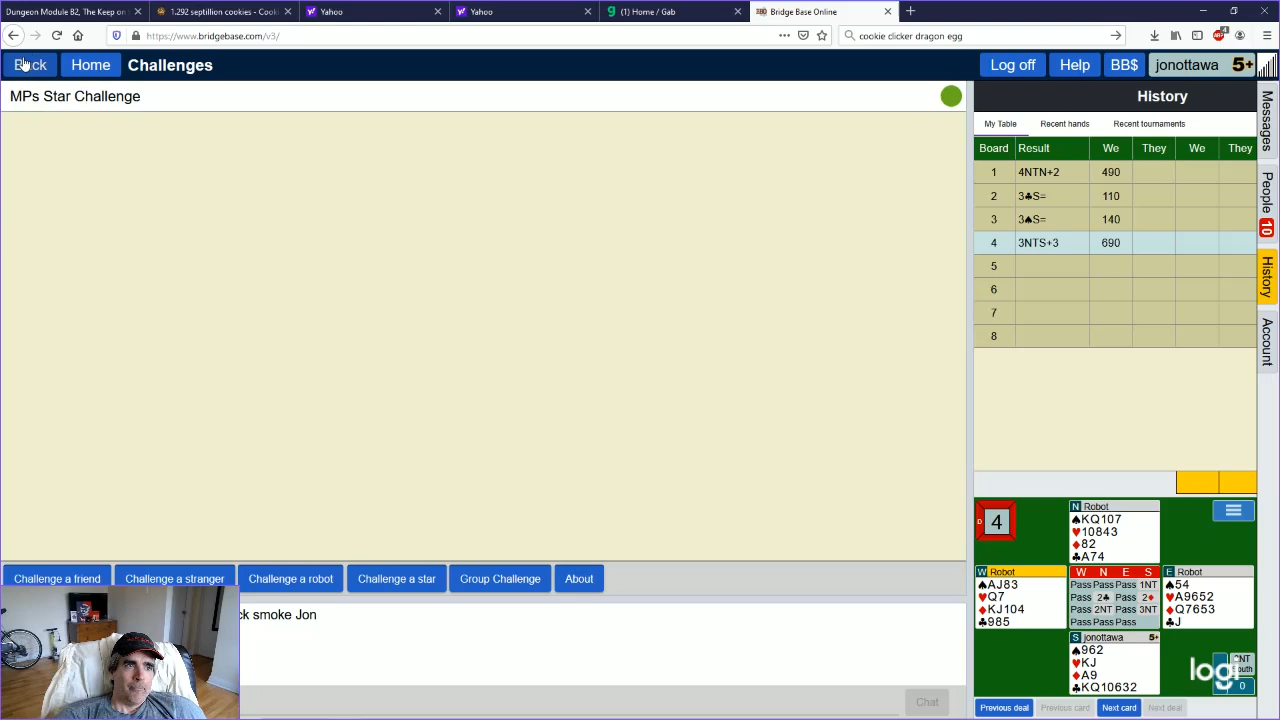 Dungeon Module B2, The Keep on
1.292 septillion cookies - Cooki
Yahoo
Yahoo
(1) Home / Gab
Bridge Base Online
https://www.bridgebase.com/v3/
cookie clicker dragon egg
Back Home Challenges
Log off Help BB$ jonottawa 5+
MPs Star Challenge
History
My Table Recent hands Recent tournaments
Board Result We They We They
1 4NTN+2 490
2 3♣S= 110
3 3♠S= 140
4 3NTS+3 690
5
6
7
8
Messages
People 10
History
Account
D 4
N Robot
♠KQ107
♥10843
♦82
♣A74
W Robot
♠AJ83
♥Q7
♦KJ104
♣985
W N E S
Pass Pass Pass 1NT
Pass 2♣ Pass 2♦
Pass 2NT Pass 3NT
Pass Pass Pass
E Robot
♠54
♥A9652
♦Q7653
♣J
S jonottawa 5+
♠962
♥KJ
♦A9
♣KQ10632
South
0
logi
Previous deal Previous card Next card Next deal
Challenge a friend Challenge a stranger Challenge a robot Challenge a star Group Challenge About
smoke Jon
Chat